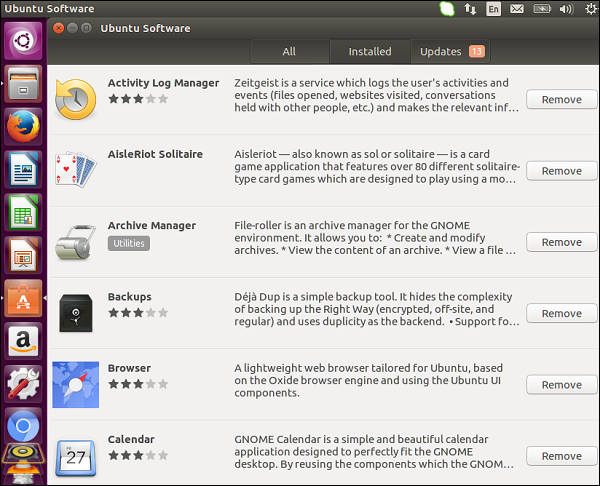 Ubuntu Software
En
Ubuntu Software
All
Installed
Updates 13
Activity Log Manager
Zeitgeist is a service which logs the user's activities and
events (files opened, websites visited, conversations
held with other people, etc.) and makes the relevant inf...
Remove
AisleRiot Solitaire
Aisleriot — also known as sol or solitaire — is a card
game application that features over 80 different solitaire-
type card games which are designed to play using a mo...
Remove
Archive Manager
Utilities
File-roller is an archive manager for the GNOME
environment. It allows you to:  * Create and modify
archives. * View the content of an archive. * View a file ...
Remove
Backups
Déjà Dup is a simple backup tool. It hides the complexity
of backing up the Right Way (encrypted, off-site, and
regular) and uses duplicity as the backend.  • Support fo...
Remove
Browser
A lightweight web browser tailored for Ubuntu, based
on the Oxide browser engine and using the Ubuntu UI
components.
Remove
Calendar
27
GNOME Calendar is a simple and beautiful calendar
application designed to perfectly fit the GNOME
desktop. By reusing the components which the GNOM...
Remove